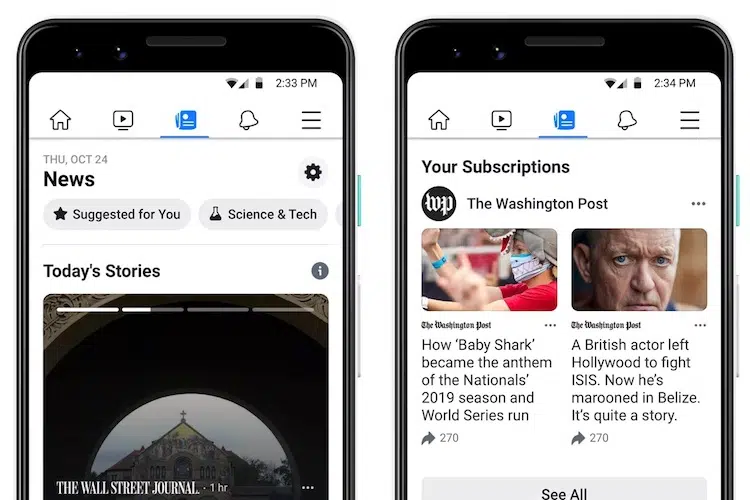 2:33 PM
THU, OCT 24
News
Suggested for You
Science & Tech
Today's Stories
THE WALL STREET JOURNAL. · 1 hr
2:34 PM
Your Subscriptions
wp
The Washington Post
The Washington Post
How ‘Baby Shark’
became the anthem
of the Nationals’
2019 season and
World Series run
270
The Washington Post
A British actor left
Hollywood to fight
ISIS. Now he’s
marooned in Belize.
It’s quite a story.
270
See All